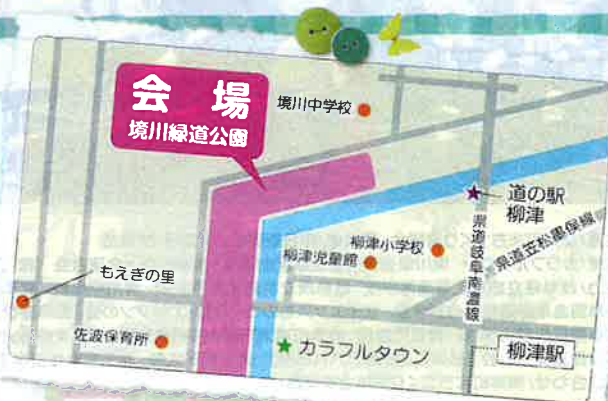 会 場
境川緑道公園
境川中学校
道の駅
柳津
県道岐阜南濃線
県道笠松墨俣線
柳津小学校
柳津児童館
もえぎの里
佐波保育所
カラフルタウン
柳津駅